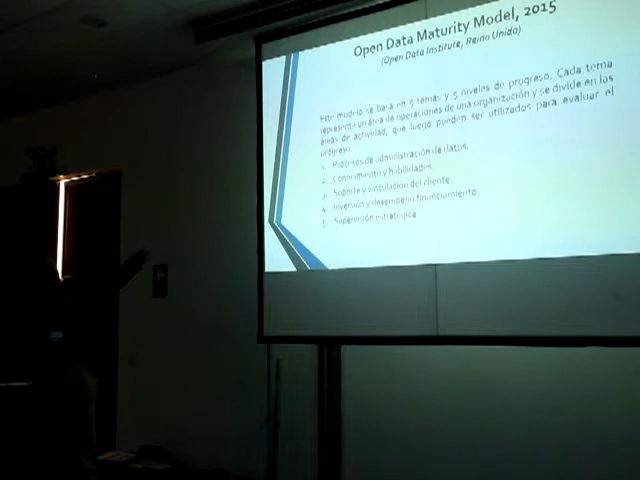 Open Data Maturity Model, 2015
(Open Data Institute, Reino Unido)
Este modelo se basa en 5 temas y 5 niveles de progreso. Cada tema
representa un área de operaciones de una organización y se divide en las
áreas de actividad, que luego pueden ser utilizados para evaluar el
progreso.
1. Procesos de administración de datos.
2. Conocimiento y habilidades.
3. Soporte y vinculación del cliente.
4. Inversión y desempeño financiamiento.
5. Supervisión estratégica